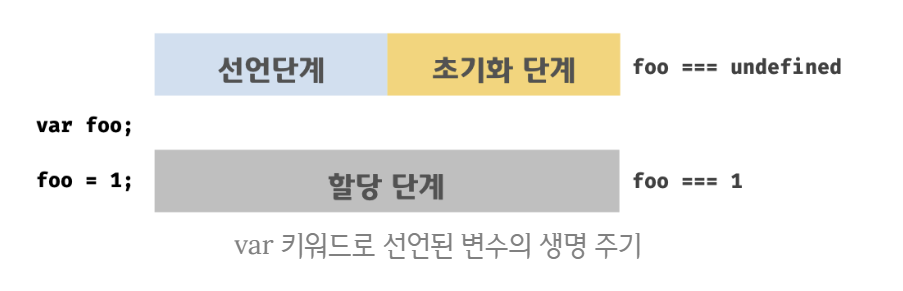 선언단계 초기화 단계 foo === undefined
var foo;
foo = 1; 할당 단계 foo === 1
var 키워드로 선언된 변수의 생명 주기